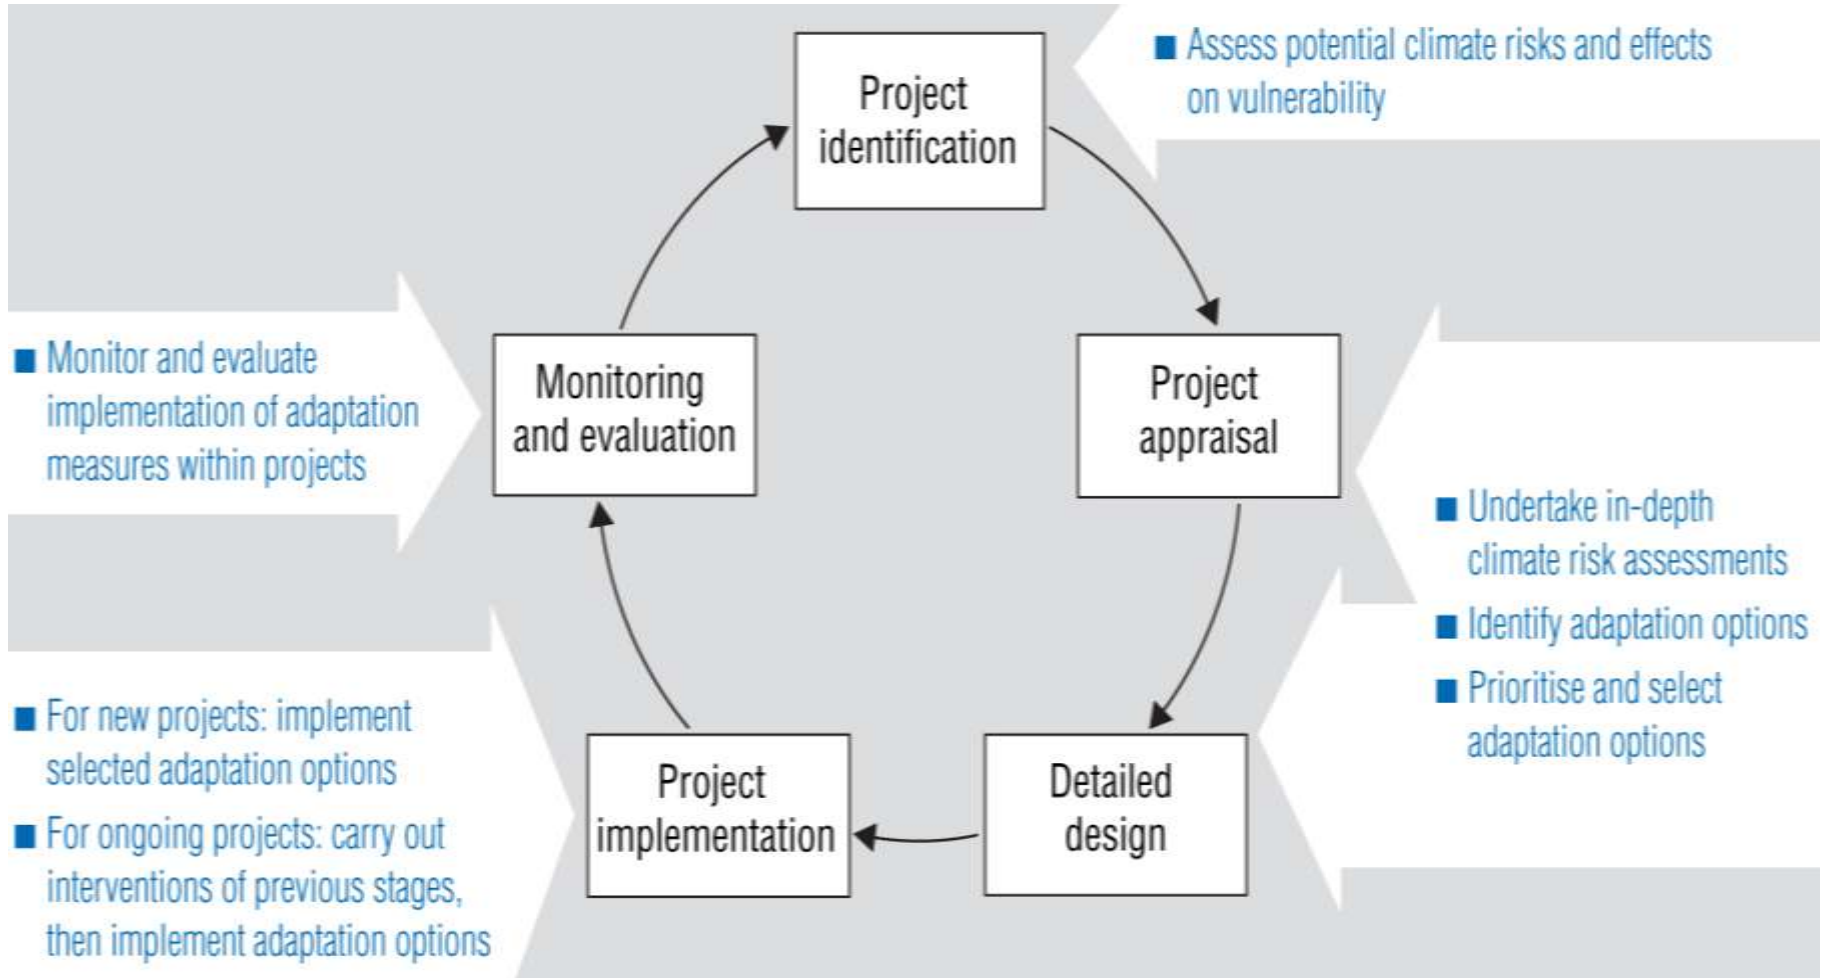 Project
identification
■ Assess potential climate risks and effects
on vulnerability
Project
appraisal
■ Undertake in-depth
climate risk assessments
■ Identify adaptation options
■ Prioritise and select
adaptation options
Detailed
design
Project
implementation
■ For new projects: implement
selected adaptation options
■ For ongoing projects: carry out
interventions of previous stages,
then implement adaptation options
Monitoring
and evaluation
■ Monitor and evaluate
implementation of adaptation
measures within projects